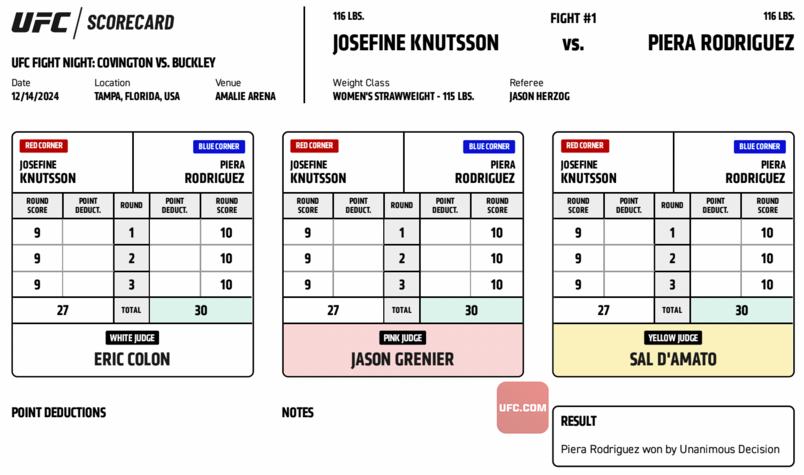 UFC SCORECARD
UFC FIGHT NIGHT: COVINGTON VS. BUCKLEY
Date Location Venue
12/14/2024 TAMPA, FLORIDA, USA AMALIE ARENA
116 LBS. FIGHT #1 116 LBS.
JOSEFINE KNUTSSON VS. PIERA RODRIGUEZ
Weight Class Referee
WOMEN'S STRAWWEIGHT - 115 LBS. JASON HERZOG
RED CORNER BLUE CORNER
JOSEFINE PIERA
KNUTSSON RODRIGUEZ
ROUND SCORE POINT DEDUCT. ROUND POINT DEDUCT. ROUND SCORE
9 1 10
9 2 10
9 3 10
27 TOTAL 30
WHITE JUDGE
ERIC COLON
RED CORNER BLUE CORNER
JOSEFINE PIERA
KNUTSSON RODRIGUEZ
ROUND SCORE POINT DEDUCT. ROUND POINT DEDUCT. ROUND SCORE
9 1 10
9 2 10
9 3 10
27 TOTAL 30
PINK JUDGE
JASON GRENIER
RED CORNER BLUE CORNER
JOSEFINE PIERA
KNUTSSON RODRIGUEZ
ROUND SCORE POINT DEDUCT. ROUND POINT DEDUCT. ROUND SCORE
9 1 10
9 2 10
9 3 10
27 TOTAL 30
YELLOW JUDGE
SAL D'AMATO
POINT DEDUCTIONS
NOTES
UFC.COM
RESULT
Piera Rodriguez won by Unanimous Decision